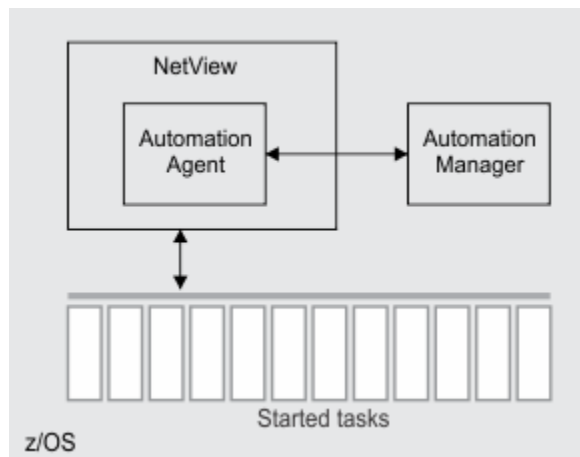 NetView
Automation
Agent
Automation
Manager
Started tasks
z/OS